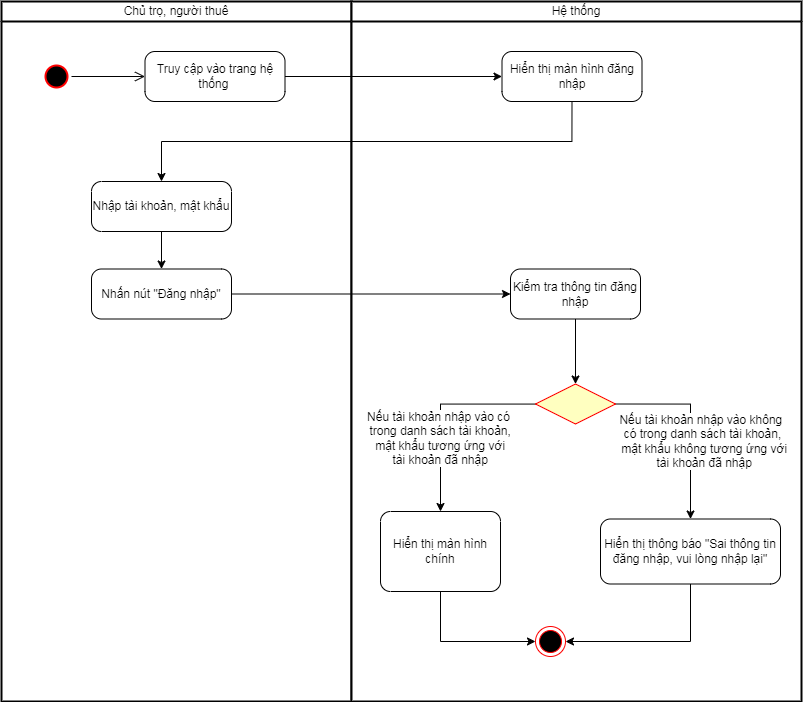 Chủ trọ, người thuê
Hệ thống
Truy cập vào trang hệ
thống
Hiển thị màn hình đăng
nhập
Nhập tài khoản, mật khẩu
Nhấn nút "Đăng nhập"
Kiểm tra thông tin đăng
nhập
Nếu tài khoản nhập vào có
trong danh sách tài khoản,
mật khẩu tương ứng với
tài khoản đã nhập
Nếu tài khoản nhập vào không
có trong danh sách tài khoản,
mật khẩu không tương ứng với
tài khoản đã nhập
Hiển thị màn hình
chính
Hiển thị thông báo "Sai thông tin
đăng nhập, vui lòng nhập lại"